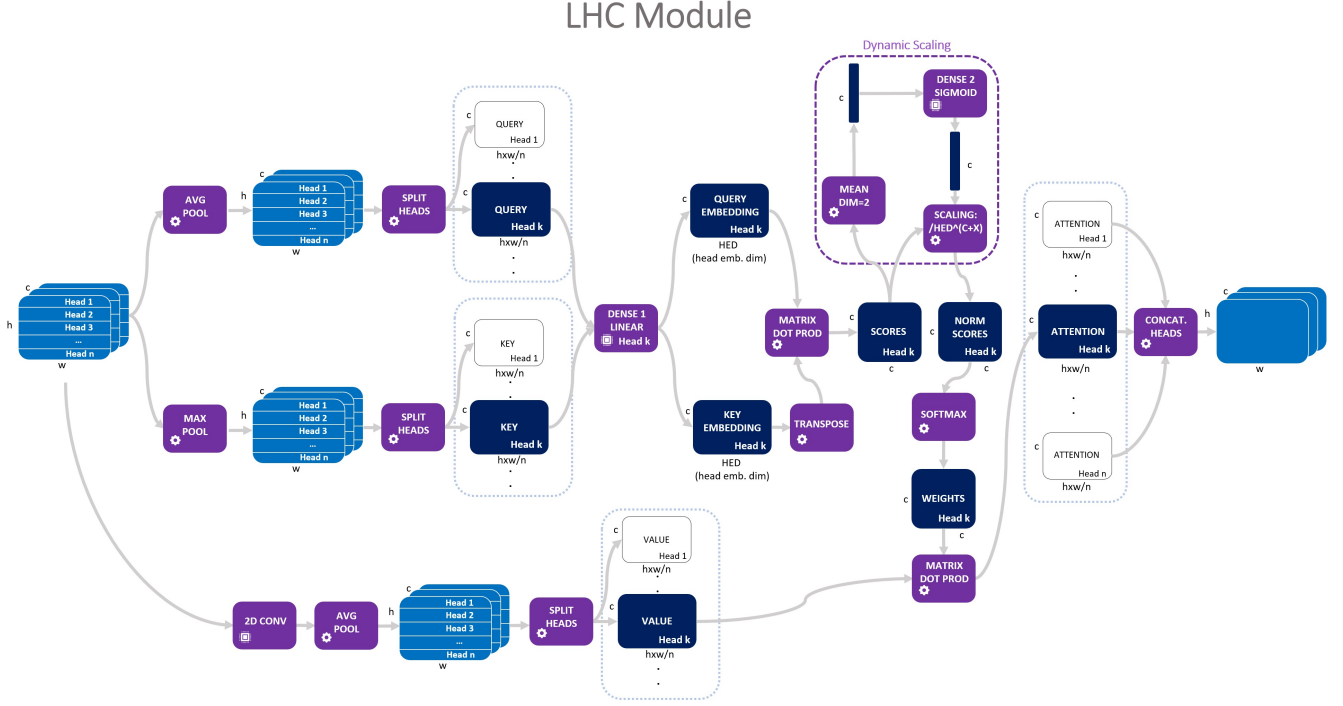 LHC Module
Dynamic Scaling
c
DENSE 2
SIGMOID
c
MEAN
DIM=2
SCALING:
/HED^(C+X)
c
QUERY
Head 1
hxw/n
.
.
AVG
POOL
h
c
Head 1
Head 2
Head 3
...
Head n
w
SPLIT
HEADS
c
QUERY
Head k
hxw/n
.
.
c
QUERY
EMBEDDING
Head k
HED
(head emb. dim)
c
ATTENTION
Head 1
hxw/n
.
.
c
h
Head 1
Head 2
Head 3
...
Head n
w
c
KEY
Head 1
hxw/n
.
.
DENSE 1
LINEAR
Head k
MATRIX
DOT PROD
c
SCORES
Head k
c
c
NORM
SCORES
Head k
c
c
ATTENTION
Head k
hxw/n
.
.
CONCAT.
HEADS
h
c
w
MAX
POOL
h
c
Head 1
Head 2
Head 3
...
Head n
w
SPLIT
HEADS
c
KEY
Head k
hxw/n
.
.
c
KEY
EMBEDDING
Head k
HED
(head emb. dim)
TRANSPOSE
SOFTMAX
c
ATTENTION
Head n
hxw/n
c
WEIGHTS
Head k
c
c
VALUE
Head 1
hxw/n
.
.
MATRIX
DOT PROD
2D CONV
AVG
POOL
h
c
Head 1
Head 2
Head 3
...
Head n
w
SPLIT
HEADS
c
VALUE
Head k
hxw/n
.
.